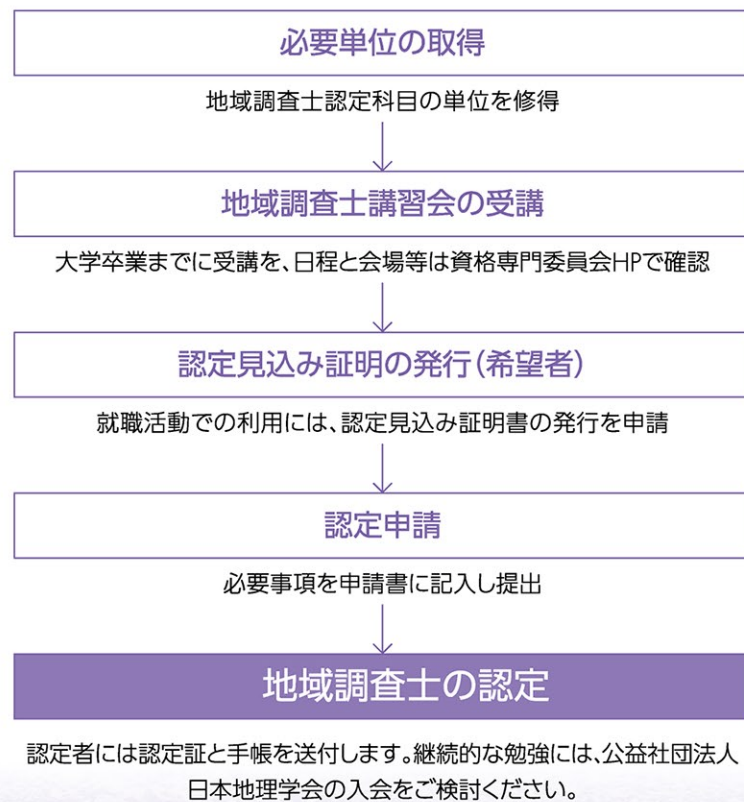 必要単位の取得
地域調査士認定科目の単位を修得
地域調査士講習会の受講
大学卒業までに受講を、日程と会場等は資格専門委員会HPで確認
認定見込み証明の発行(希望者)
就職活動での利用には、認定見込み証明書の発行を申請
認定申請
必要事項を申請書に記入し提出
地域調査士の認定
認定者には認定証と手帳を送付します。継続的な勉強には、公益社団法人
日本地理学会の入会をご検討ください。